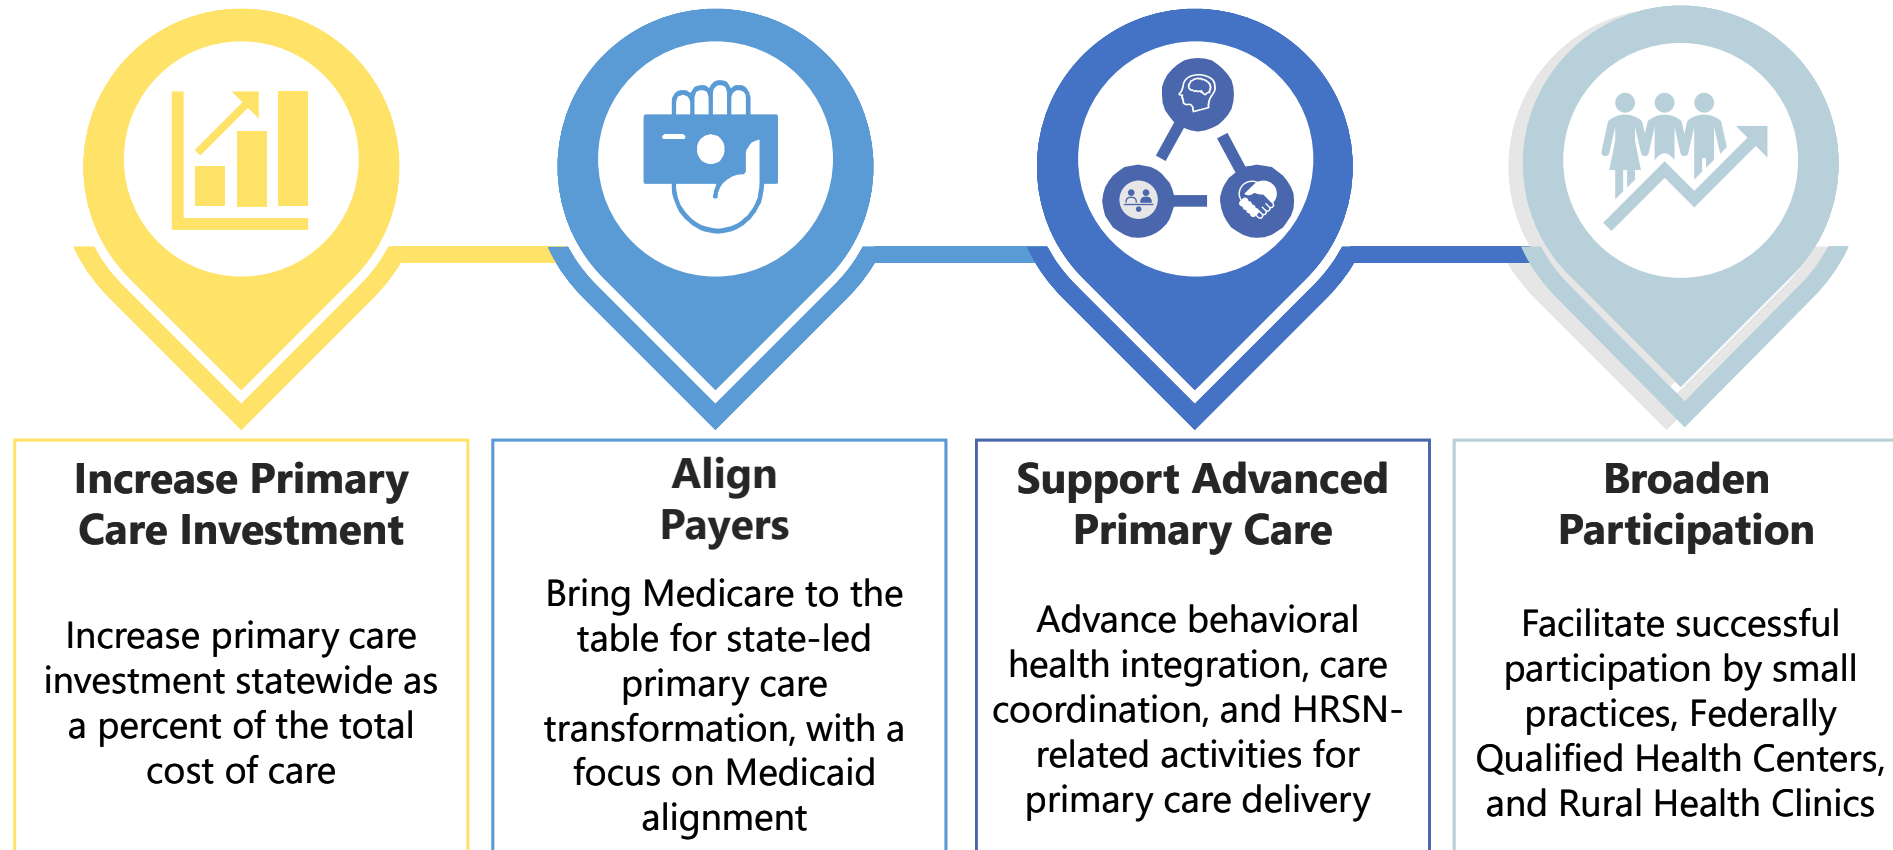 Increase Primary
Care Investment
Increase primary care
investment statewide as
a percent of the total
cost of care
Align
Payers
Bring Medicare to the
table for state-led
primary care
transformation, with a
focus on Medicaid
alignment
Support Advanced
Primary Care
Advance behavioral
health integration, care
coordination, and HRSN-
related activities for
primary care delivery
Broaden
Participation
Facilitate successful
participation by small
practices, Federally
Qualified Health Centers,
and Rural Health Clinics